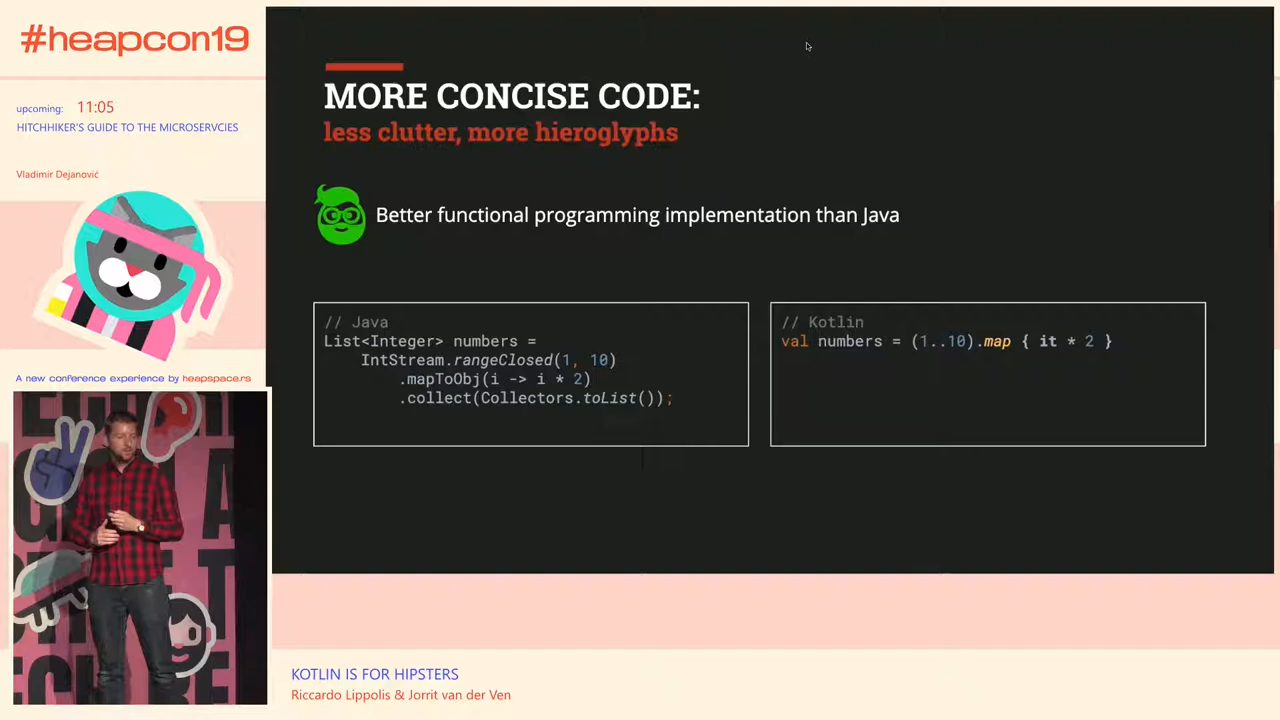 #heapcon19
upcoming: 11:05
HITCHHIKER'S GUIDE TO THE MICROSERVCIES
Vladimir Dejanović
A new conference experience by heapspace.rs
MORE CONCISE CODE:
less clutter, more hieroglyphs
Better functional programming implementation than Java
// Java
List<Integer> numbers =
IntStream.rangeClosed(1, 10)
.mapToObj(i -> i * 2)
.collect(Collectors.toList());
// Kotlin
val numbers = (1..10).map { it * 2 }
KOTLIN IS FOR HIPSTERS
Riccardo Lippolis & Jorrit van der Ven